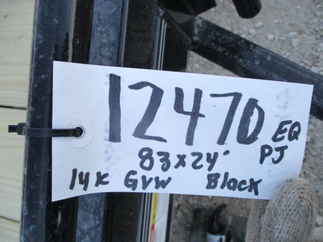 12470 EQ
83x24' PJ
14K GVW Black